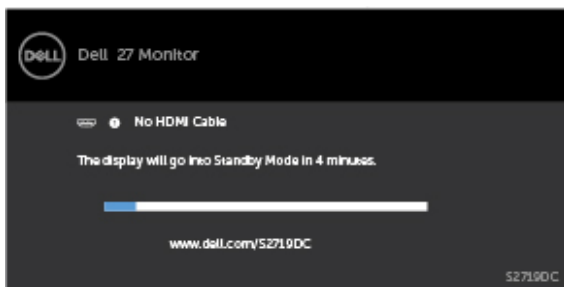 DELL
Dell 27 Monitor
No HDMI Cable
The display will go into Standby Mode in 4 minutes.
www.dell.com/S2719DC
S2719DC